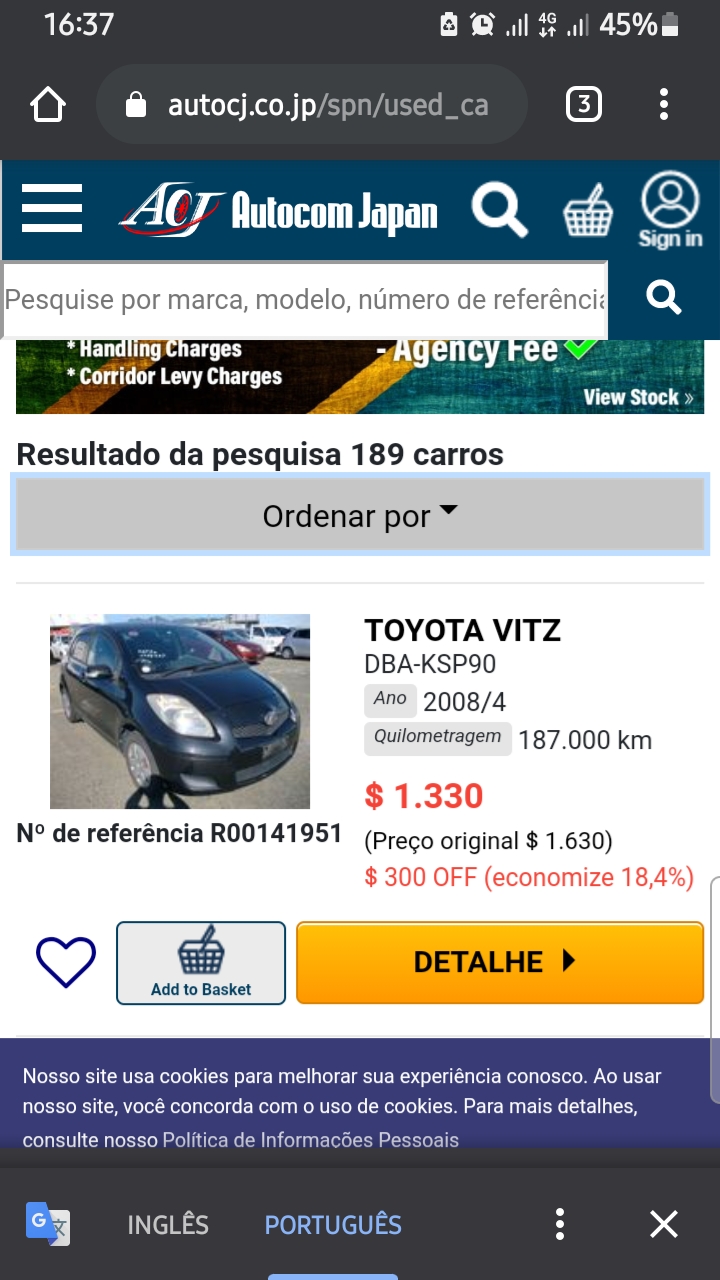 16:37
4G
45%
autocj.co.jp/spn/used_ca
3
ACJ Autocom Japan
Sign in
Pesquise por marca, modelo, número de referência
* Handling Charges
- Agency Fee
* Corridor Levy Charges
View Stock »
Resultado da pesquisa 189 carros
Ordenar por
TOYOTA VITZ
DBA-KSP90
Ano 2008/4
Quilometragem 187.000 km
$ 1.330
Nº de referência R00141951
(Preço original $ 1.630)
$ 300 OFF (economize 18,4%)
Add to Basket
DETALHE
Nosso site usa cookies para melhorar sua experiência conosco. Ao usar
nosso site, você concorda com o uso de cookies. Para mais detalhes,
consulte nosso Política de Informações Pessoais
G 文
INGLÊS
PORTUGUÊS